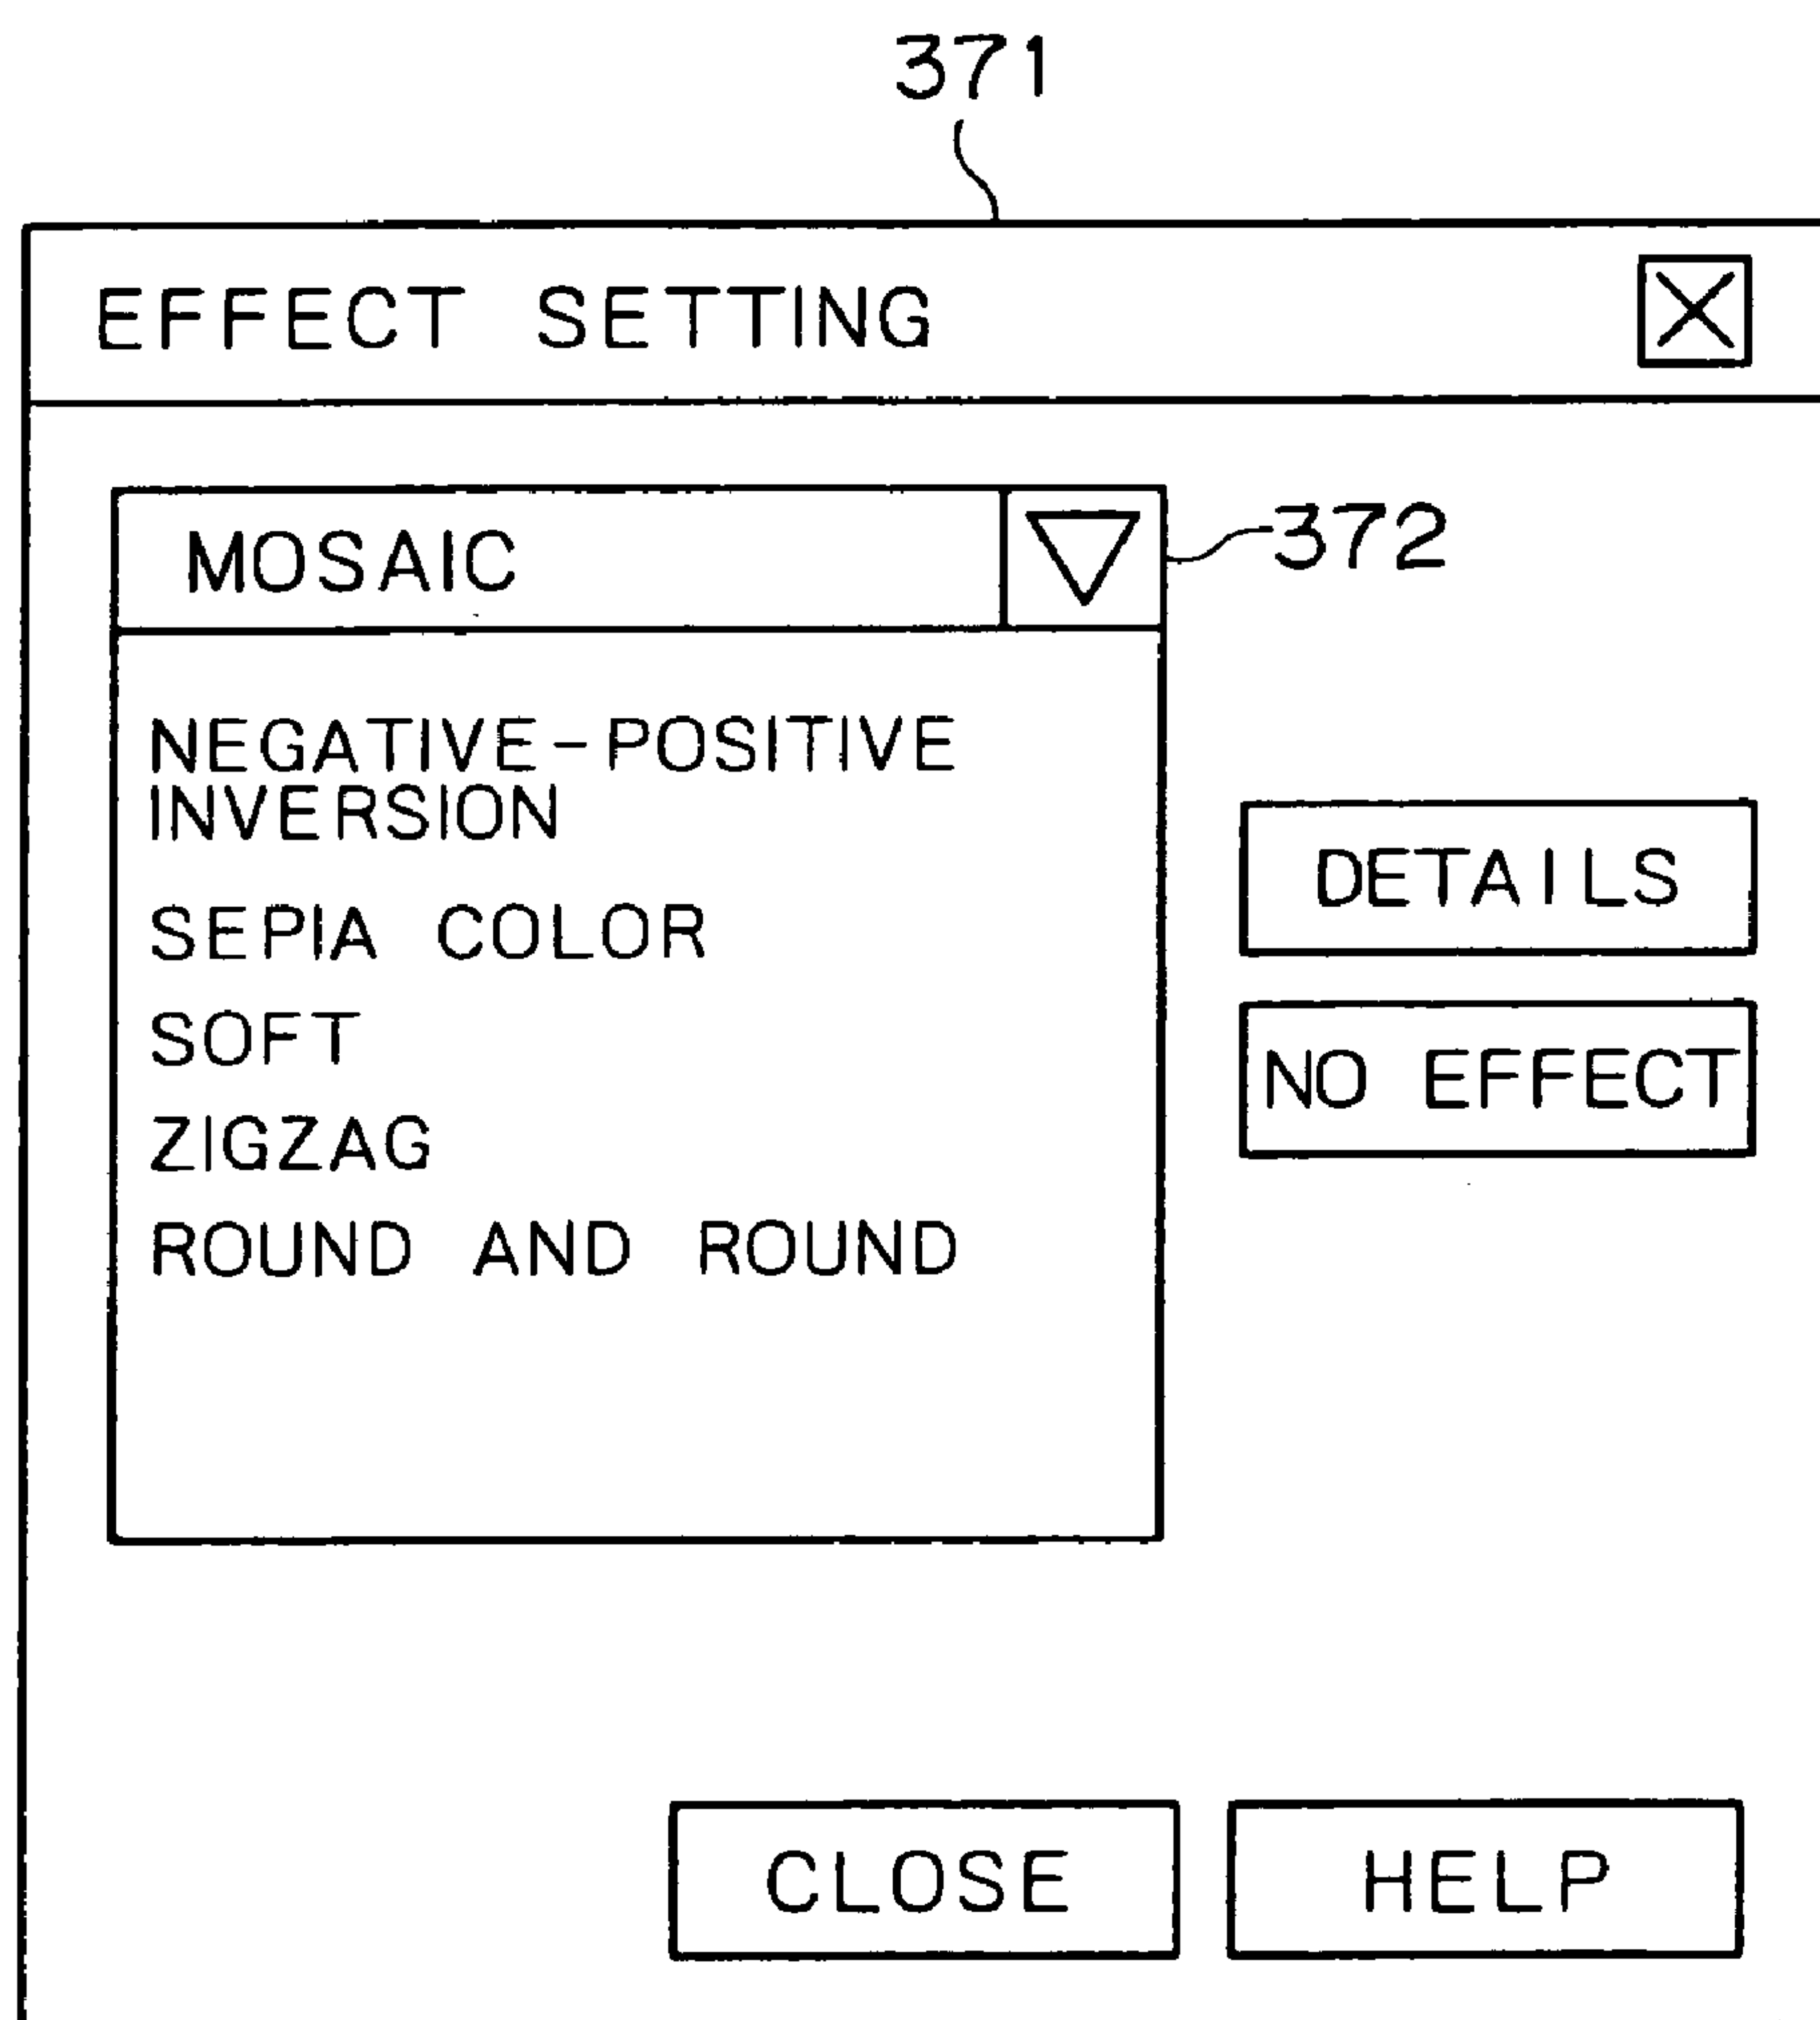 371
EFFECT SETTING
MOSAIC
372
NEGATIVE-POSITIVE
INVERSION
SEPIA COLOR
SOFT
ZIGZAG
ROUND AND ROUND
DETAILS
NO EFFECT
CLOSE
HELP